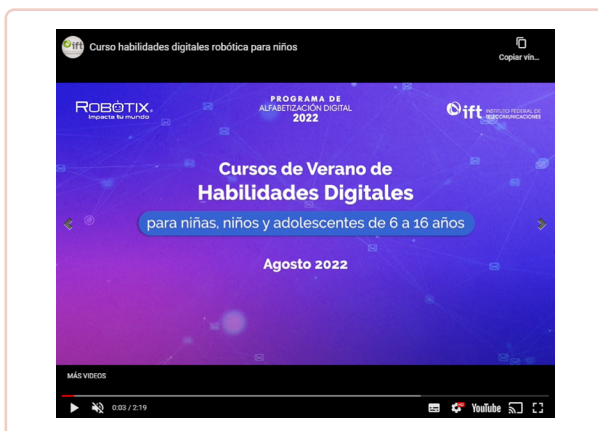 ift
Curso habilidades digitales robótica para niños
Copiar vín...
ROBOTIX
Impacta tu mundo
PROGRAMA DE
ALFABETIZACIÓN DIGITAL
2022
ift
INSTITUTO FEDERAL DE
TELECOMUNICACIONES
Cursos de Verano de
Habilidades Digitales
para niñas, niños y adolescentes de 6 a 16 años
Agosto 2022
MÁS VIDEOS
0:03 / 2:19
YouTube